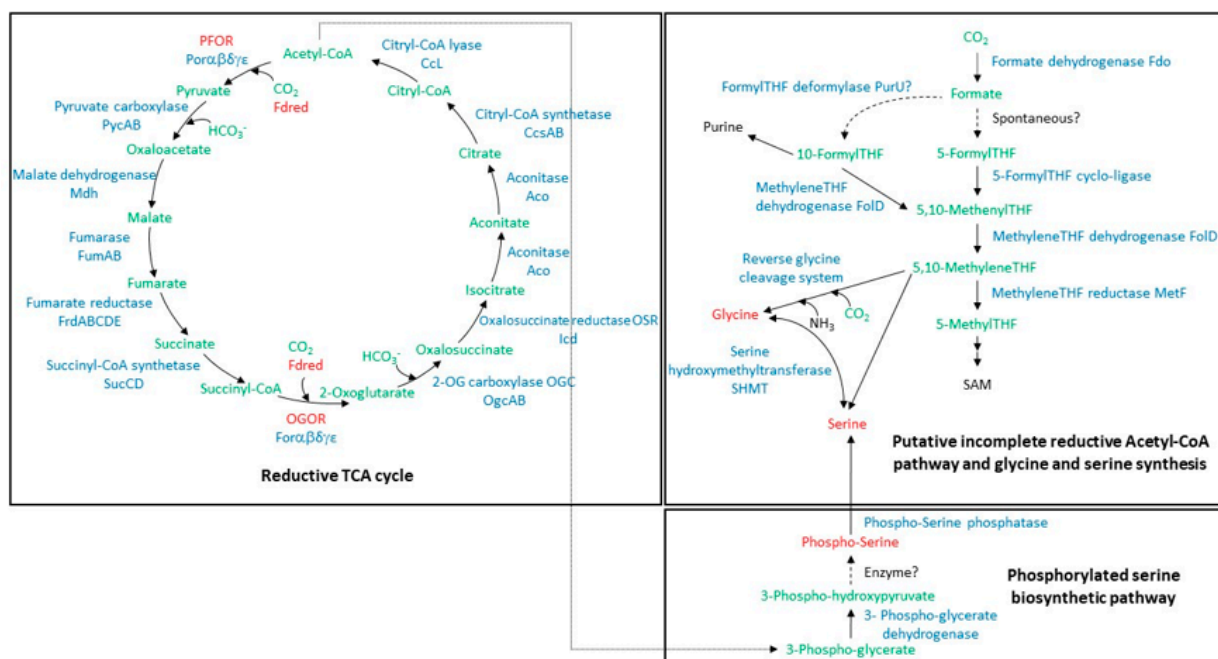 PFOR
Porαβδγε
Acetyl-CoA
Citryl-CoA lyase
CcL
CO2
Fdred
Pyruvate
Citryl-CoA
Pyruvate carboxylase
PycAB
HCO3-
Citryl-CoA synthetase
CcsAB
Oxaloacetate
Citrate
Malate dehydrogenase
Mdh
Aconitase
Aco
Malate
Aconitate
Fumarase
FumAB
Aconitase
Aco
Fumarate
Isocitrate
Fumarate reductase
FrdABCDE
Oxalosuccinate reductase OSR
Icd
Succinate
CO2
Fdred
HCO3-
Oxalosuccinate
Succinyl-CoA synthetase
SucCD
2-OG carboxylase OGC
OgcAB
Succinyl-CoA
2-Oxoglutarate
OGOR
Forαβδγε
Reductive TCA cycle
CO2
Formate dehydrogenase Fdo
FormylTHF deformylase PurU?
Formate
Spontaneous?
Purine
10-FormylTHF
5-FormylTHF
5-FormylTHF cyclo-ligase
MethyleneTHF
dehydrogenase FolD
5,10-MethenylTHF
MethyleneTHF dehydrogenase FolD
Reverse glycine
cleavage system
5,10-MethyleneTHF
MethyleneTHF reductase MetF
Glycine
NH3
CO2
5-MethylTHF
Serine
hydroxymethyltransferase
SHMT
SAM
Serine
Putative incomplete reductive Acetyl-CoA
pathway and glycine and serine synthesis
Phospho-Serine phosphatase
Phospho-Serine
Enzyme?
3-Phospho-hydroxypyruvate
3- Phospho-glycerate
dehydrogenase
3-Phospho-glycerate
Phosphorylated serine
biosynthetic pathway